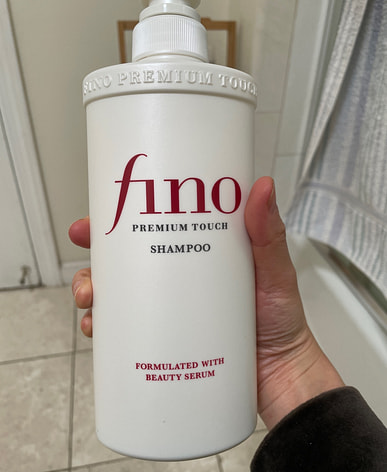 FINO PREMIUM TOUCH
fino
PREMIUM TOUCH
SHAMPOO
FORMULATED WITH
BEAUTY SERUM